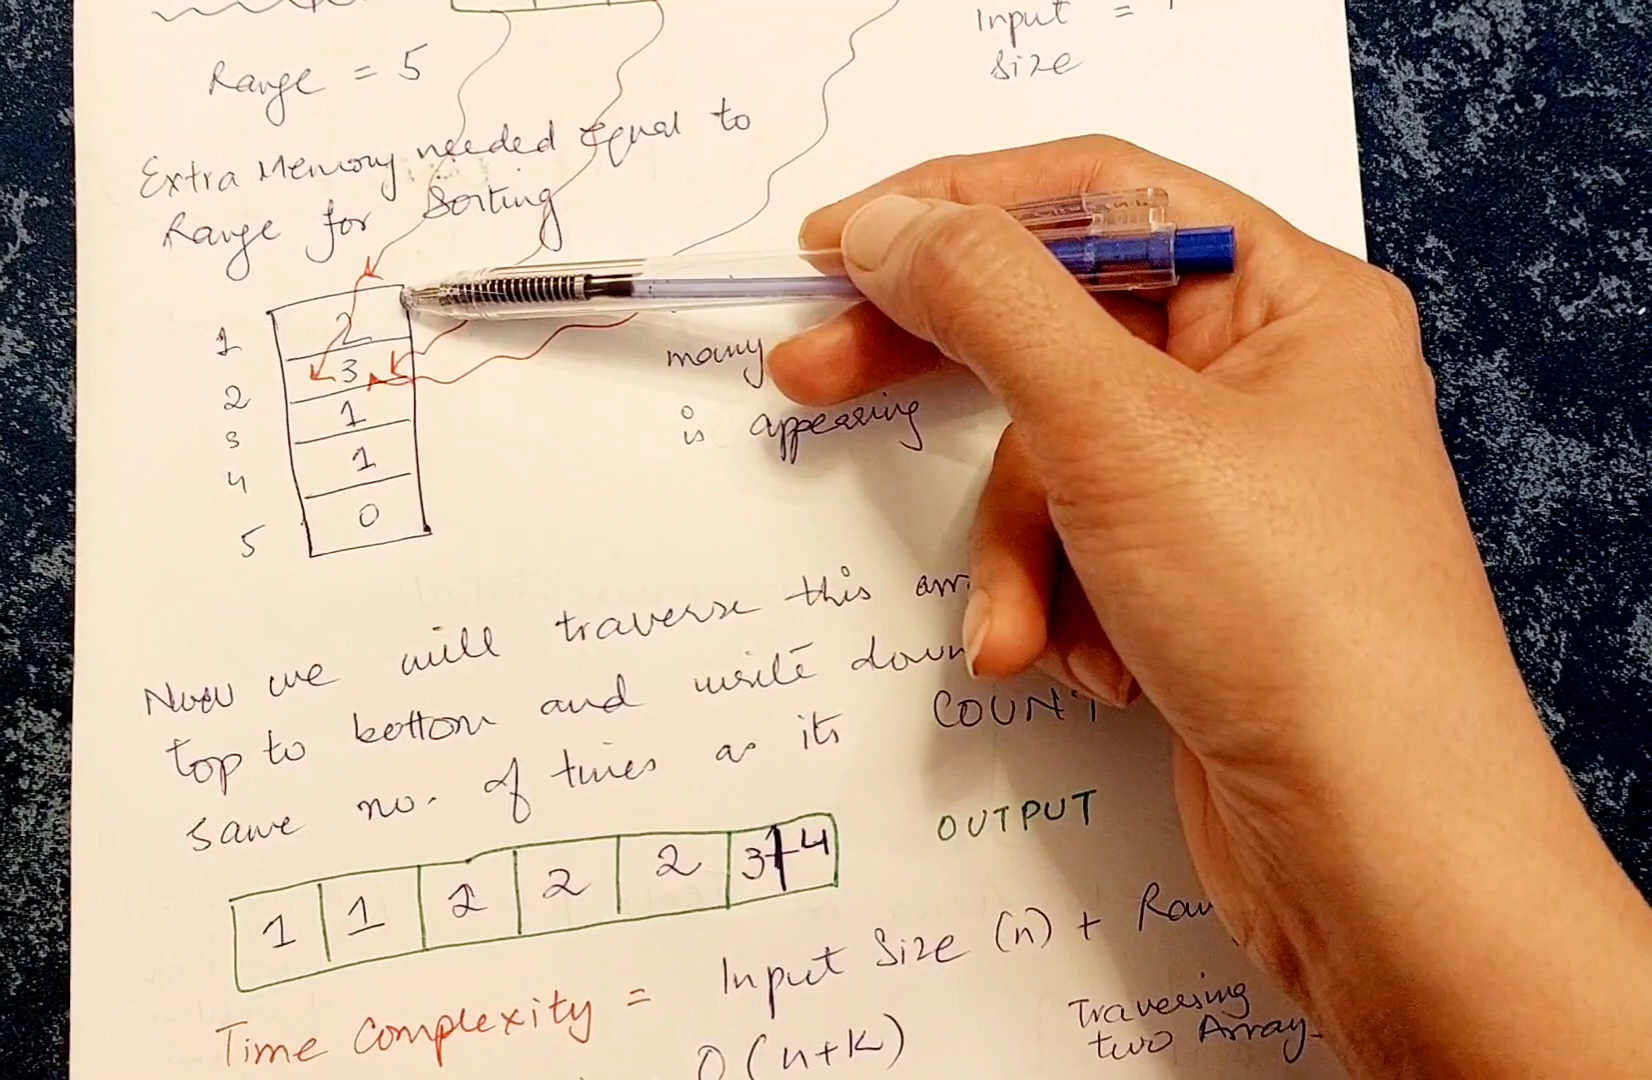 Input =
Size
Range = 5
Extra Memory needed Equal to
Range for Sorting
1 2
2 3
3 1
4 1
5 0
many
is appearing
Now we will traverse this
top to bottom and write down
same no. of times as its COUNT
OUTPUT
1 1 2 2 2 3 4
Time Complexity = Input Size (n) +
O(n+k)
Traversing
two Array